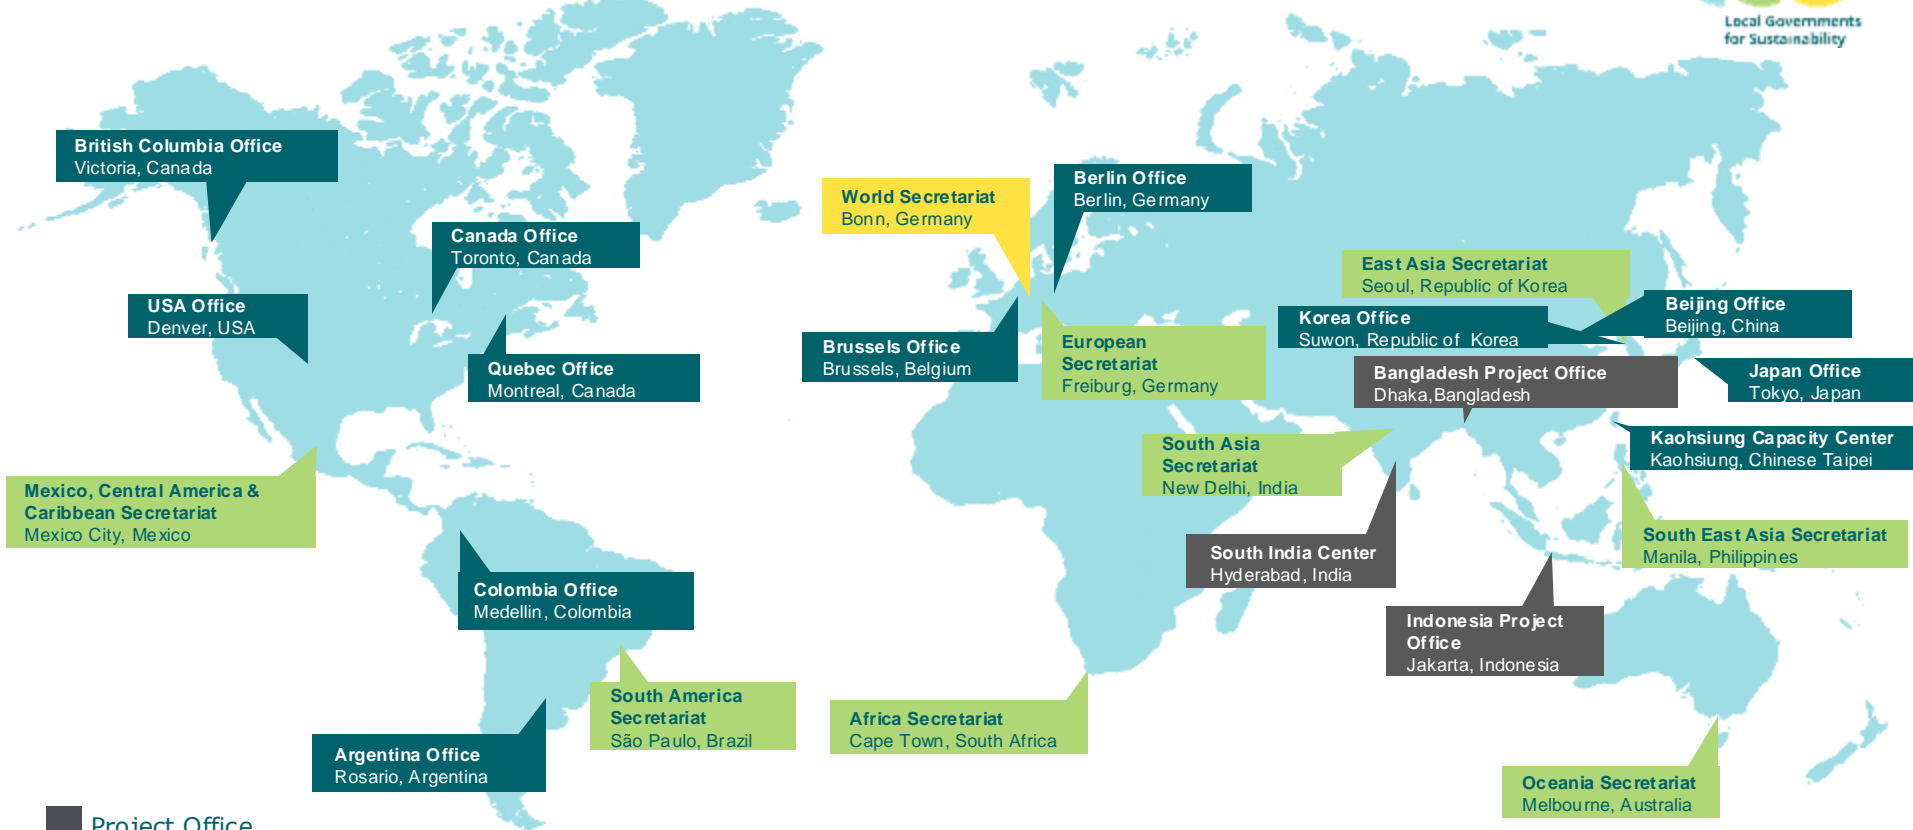 Local Governments
for Sustainability
British Columbia Office
Victoria, Canada
Canada Office
Toronto, Canada
USA Office
Denver, USA
Quebec Office
Montreal, Canada
Mexico, Central America &
Caribbean Secretariat
Mexico City, Mexico
Colombia Office
Medellin, Colombia
South America
Secretariat
São Paulo, Brazil
Argentina Office
Rosario, Argentina
World Secretariat
Bonn, Germany
Berlin Office
Berlin, Germany
Brussels Office
Brussels, Belgium
European
Secretariat
Freiburg, Germany
Africa Secretariat
Cape Town, South Africa
East Asia Secretariat
Seoul, Republic of Korea
Korea Office
Suwon, Republic of Korea
Beijing Office
Beijing, China
Bangladesh Project Office
Dhaka,Bangladesh
Japan Office
Tokyo, Japan
South Asia
Secretariat
New Delhi, India
Kaohsiung Capacity Center
Kaohsiung, Chinese Taipei
South India Center
Hyderabad, India
South East Asia Secretariat
Manila, Philippines
Indonesia Project
Office
Jakarta, Indonesia
Oceania Secretariat
Melbourne, Australia
Project Office